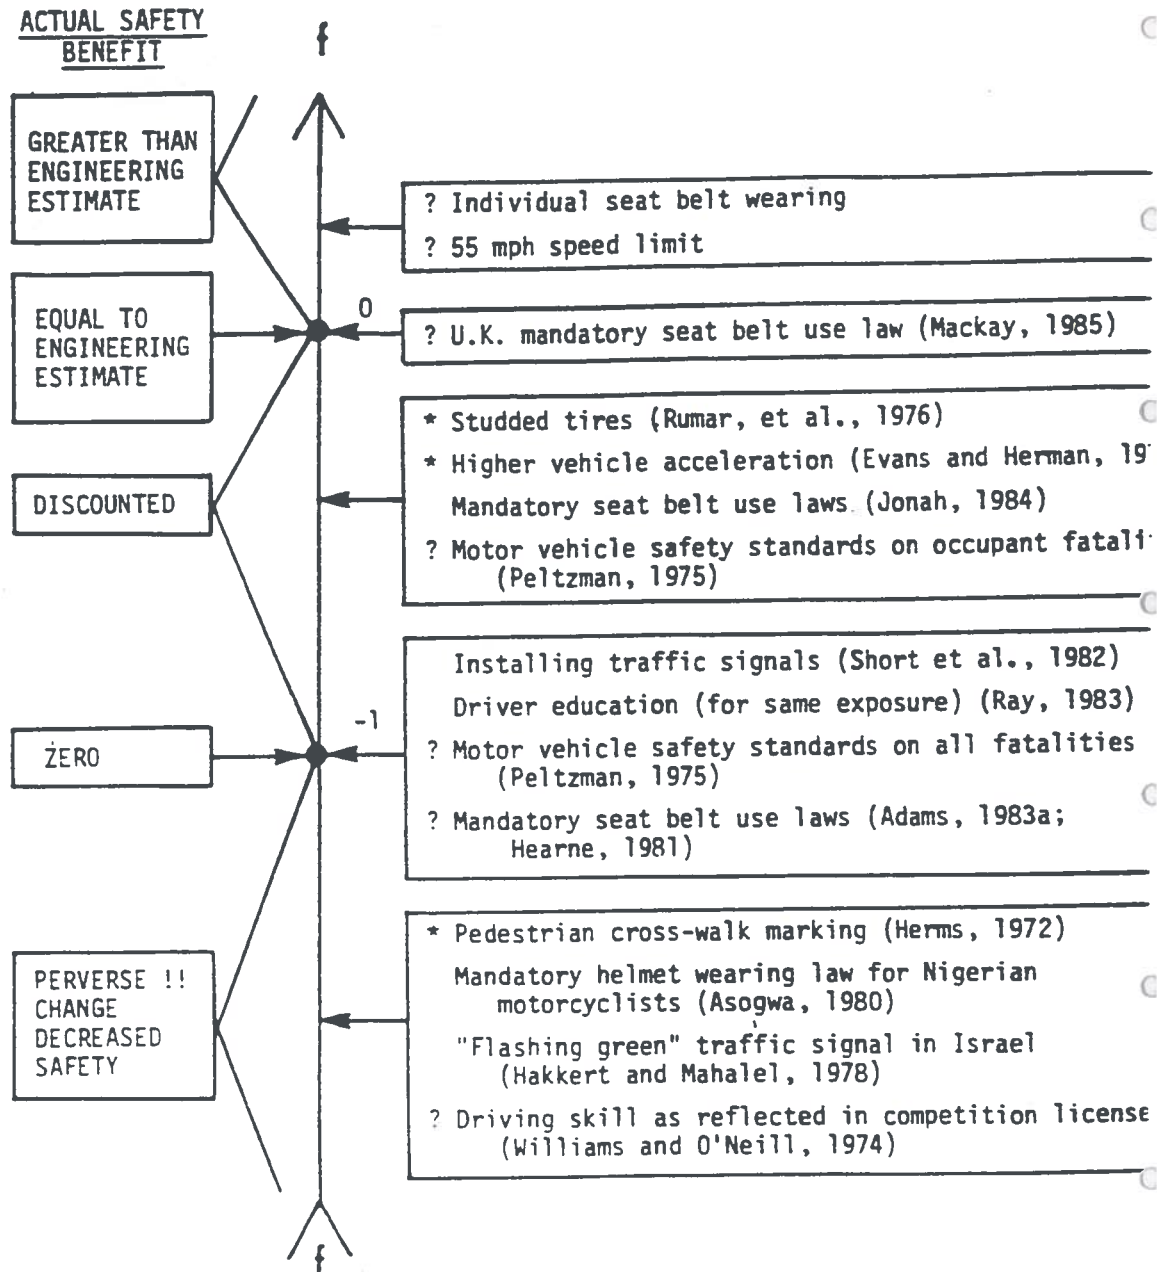 ACTUAL SAFETY
BENEFIT
f
GREATER THAN
ENGINEERING
ESTIMATE
? Individual seat belt wearing
? 55 mph speed limit
EQUAL TO
ENGINEERING
ESTIMATE
0
? U.K. mandatory seat belt use law (Mackay, 1985)
DISCOUNTED
* Studded tires (Rumar, et al., 1976)
* Higher vehicle acceleration (Evans and Herman,
Mandatory seat belt use laws (Jonah, 1984)
? Motor vehicle safety standards on occupant
(Peltzman, 1975)
ZERO
-1
Installing traffic signals (Short et al., 1982)
Driver education (for same exposure) (Ray, 1983)
? Motor vehicle safety standards on all fatalities
(Peltzman, 1975)
? Mandatory seat belt use laws (Adams, 1983a;
Hearne, 1981)
PERVERSE !!
CHANGE
DECREASED
SAFETY
* Pedestrian cross-walk marking (Herms, 1972)
Mandatory helmet wearing law for Nigerian
motorcyclists (Asogwa, 1980)
"Flashing green" traffic signal in Israel
(Hakkert and Mahalel, 1978)
? Driving skill as reflected in competition license
(Williams and O'Neill, 1974)
f